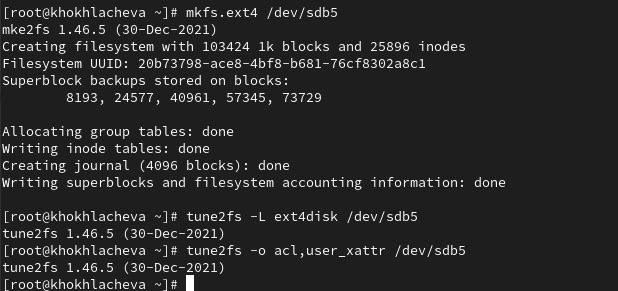 [root@khokhlacheva ~]# mkfs.ext4 /dev/sdb5
mke2fs 1.46.5 (30-Dec-2021)
Creating filesystem with 103424 1k blocks and 25896 inodes
Filesystem UUID: 20b73798-ace8-4bf8-b681-76cf8302a8c1
Superblock backups stored on blocks:
        8193, 24577, 40961, 57345, 73729

Allocating group tables: done
Writing inode tables: done
Creating journal (4096 blocks): done
Writing superblocks and filesystem accounting information: done

[root@khokhlacheva ~]# tune2fs -L ext4disk /dev/sdb5
tune2fs 1.46.5 (30-Dec-2021)
[root@khokhlacheva ~]# tune2fs -o acl,user_xattr /dev/sdb5
tune2fs 1.46.5 (30-Dec-2021)
[root@khokhlacheva ~]#